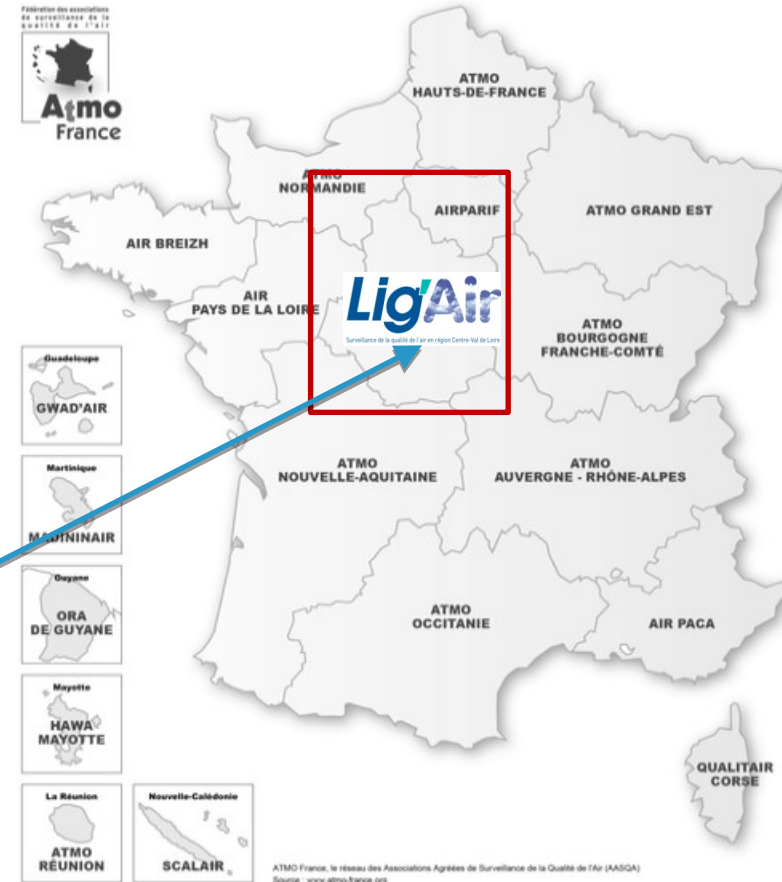 Fédération des associations
de surveillance de la
qualité de l'air
Atmo
France
ATMO
HAUTS-DE-FRANCE
ATMO
NORMANDIE
AIRPARIF
ATMO GRAND EST
AIR BREIZH
AIR
PAYS DE LA LOIRE
Lig'Air
Surveillance de la qualité de l'air en région Centre-Val de Loire
ATMO
BOURGOGNE
FRANCHE-COMTÉ
Guadeloupe
GWAD'AIR
ATMO
NOUVELLE-AQUITAINE
ATMO
AUVERGNE - RHÔNE-ALPES
Martinique
MADININAIR
Guyane
ORA
DE GUYANE
ATMO
OCCITANIE
AIR PACA
Mayotte
HAWA
MAYOTTE
QUALITAIR
CORSE
La Réunion
ATMO
RÉUNION
Nouvelle-Calédonie
SCALAIR
ATMO France, le réseau des Associations Agréées de Surveillance de la Qualité de l'Air (AASQA)
Source : www.atmo-france.org